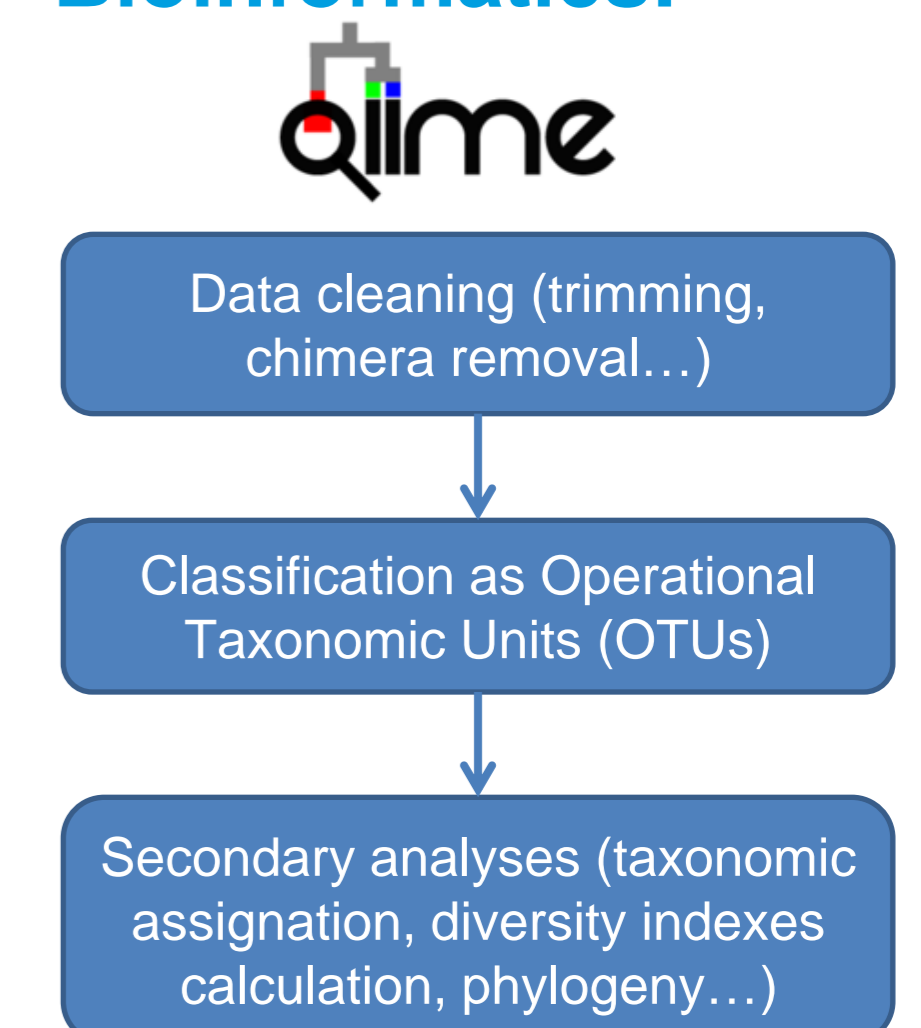 Bioinformatics:
qiime
Data cleaning (trimming,
chimera removal…)
Classification as Operational
Taxonomic Units (OTUs)
Secondary analyses (taxonomic
assignation, diversity indexes
calculation, phylogeny…)